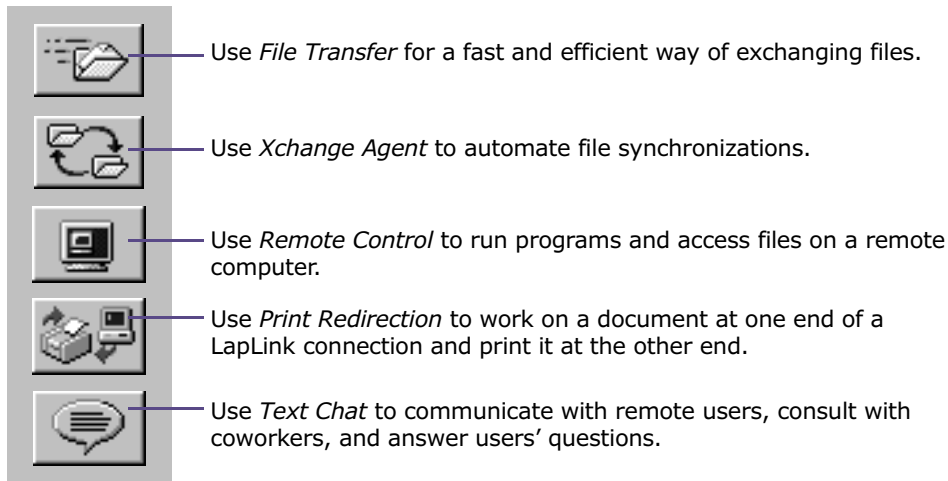 Use File Transfer for a fast and efficient way of exchanging files.
Use Xchange Agent to automate file synchronizations.
Use Remote Control to run programs and access files on a remote
computer.
Use Print Redirection to work on a document at one end of a
LapLink connection and print it at the other end.
Use Text Chat to communicate with remote users, consult with
coworkers, and answer users’ questions.